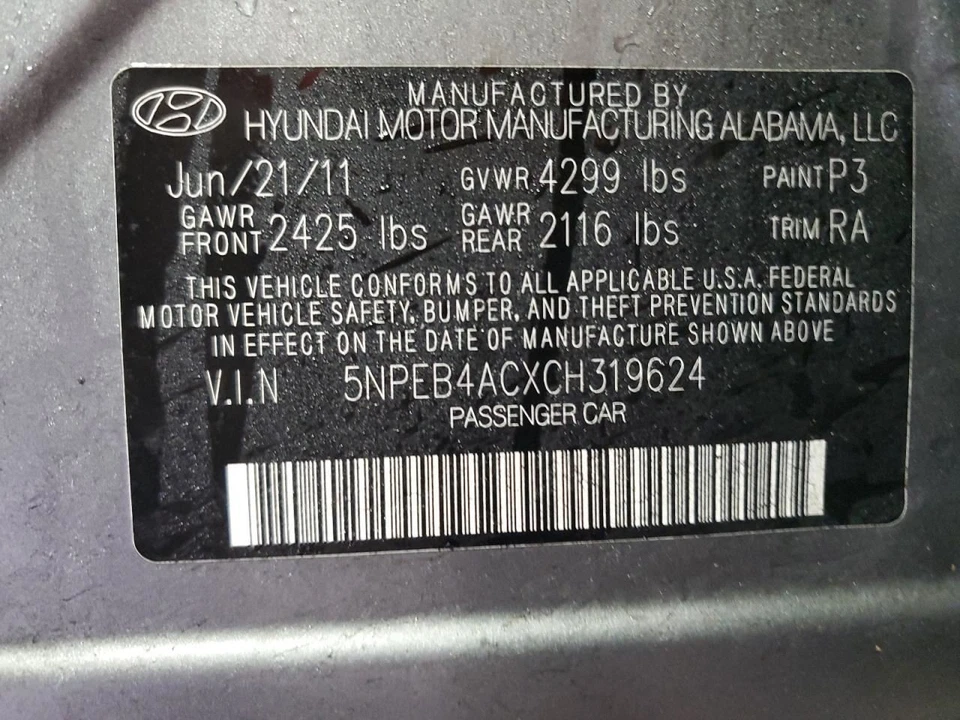 MANUFACTURED BY
HYUNDAI MOTOR MANUFACTURING ALABAMA, LLC
Jun/21/11 GVWR 4299 lbs PAINT P3
GAWR FRONT 2425 lbs GAWR REAR 2116 lbs TRIM RA
THIS VEHICLE CONFORMS TO ALL APPLICABLE U.S.A. FEDERAL
MOTOR VEHICLE SAFETY, BUMPER, AND THEFT PREVENTION STANDARDS
IN EFFECT ON THE DATE OF MANUFACTURE SHOWN ABOVE
V.I.N 5NPEB4ACXCH319624
PASSENGER CAR